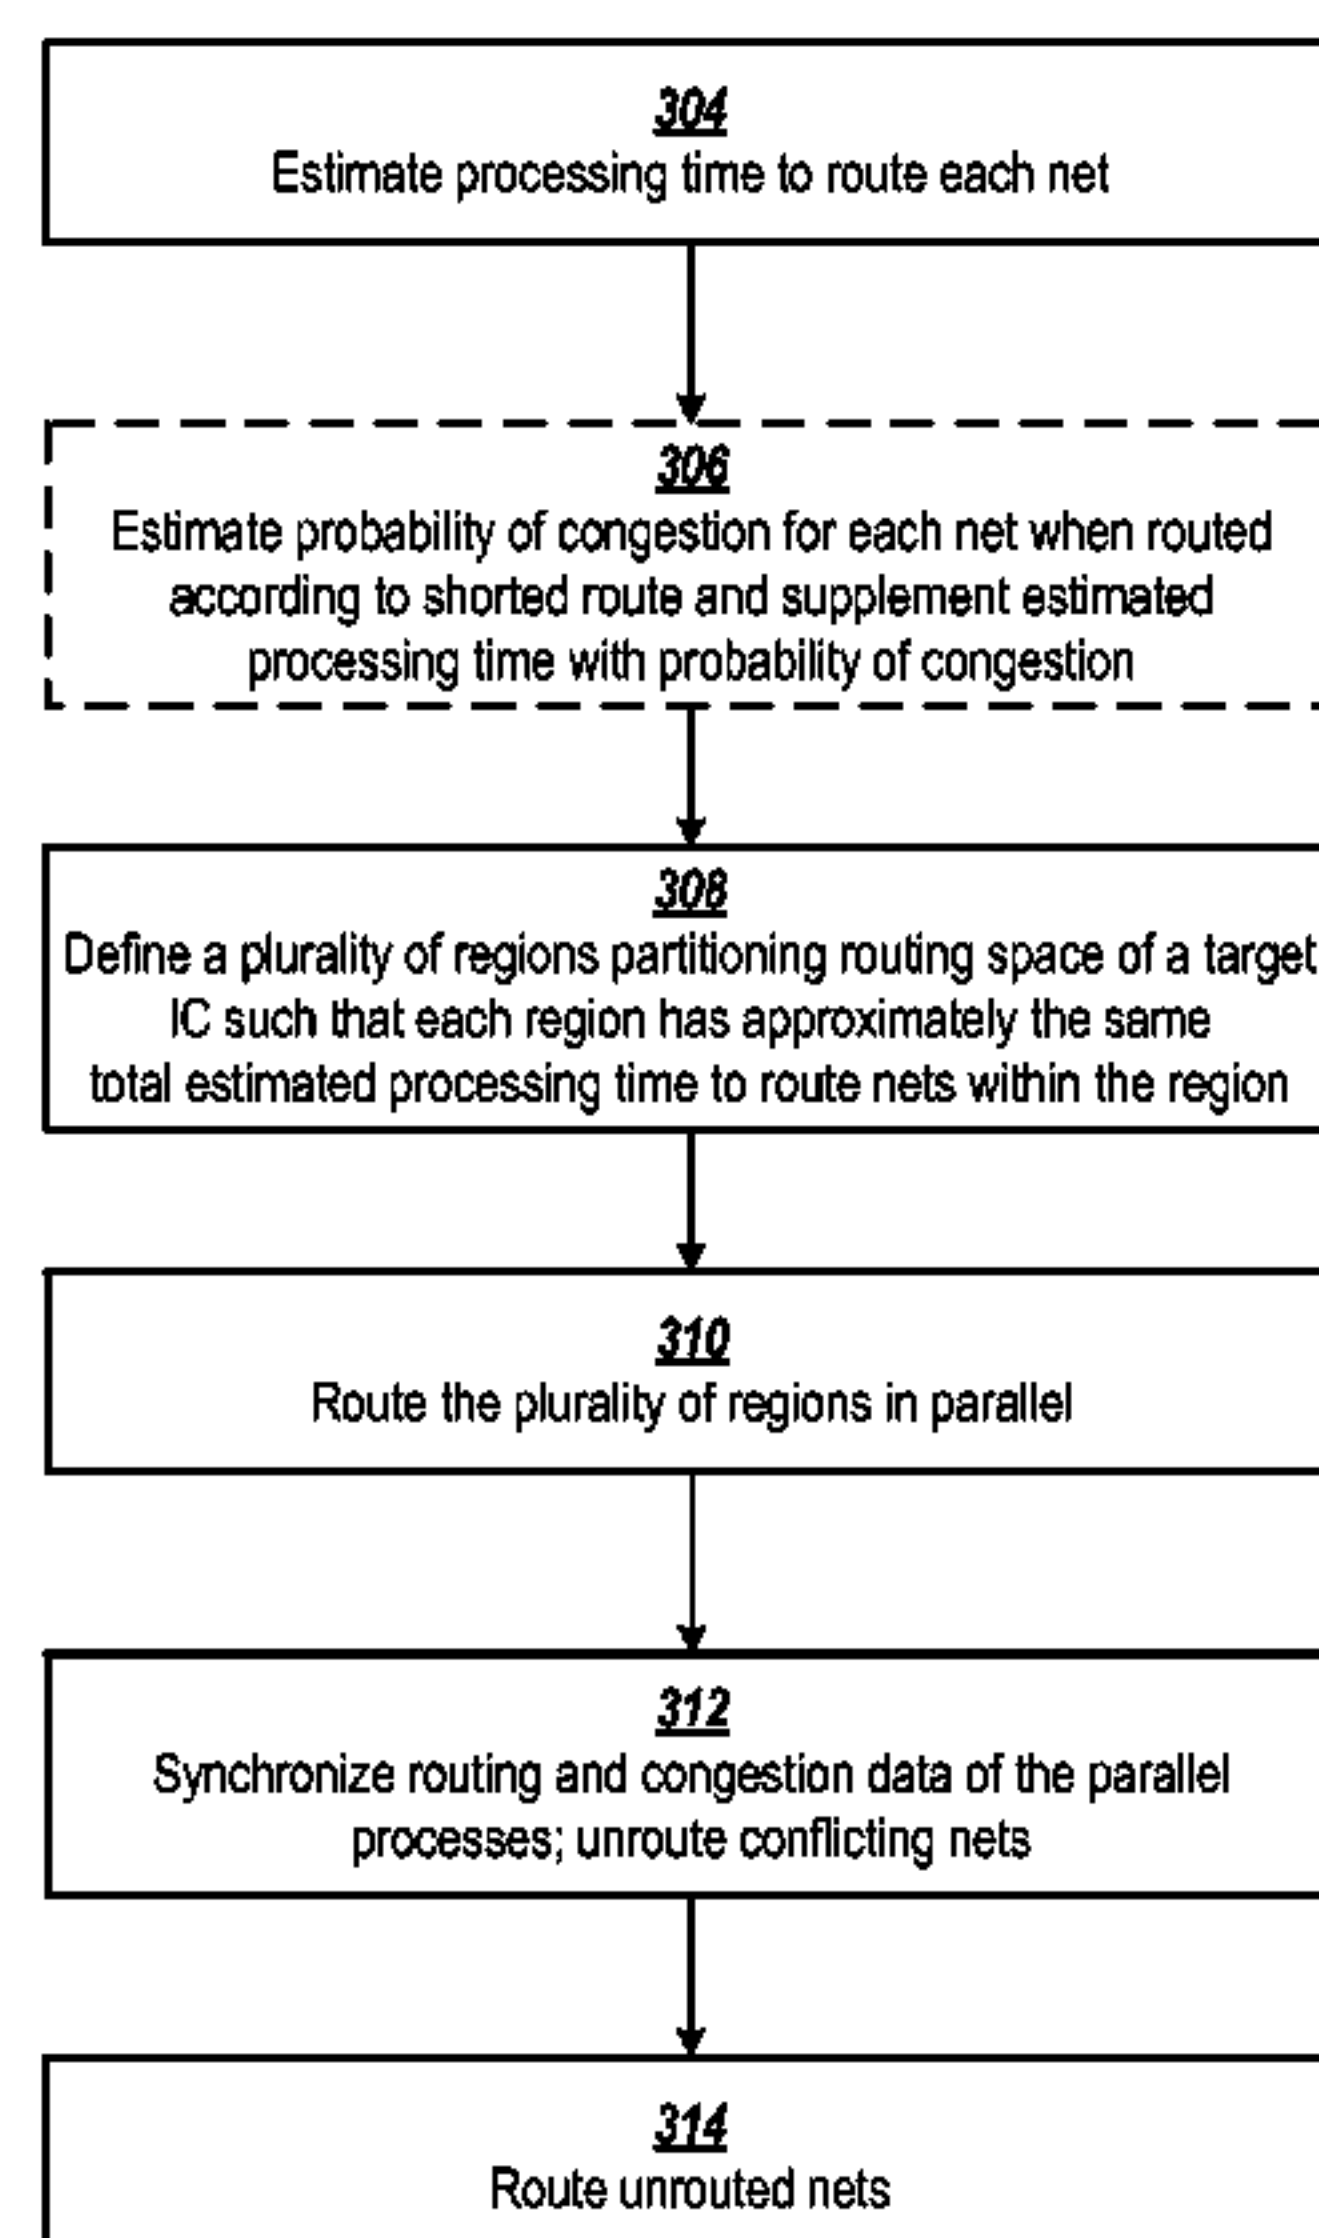 304
Estimate processing time to route each net
306
Estimate probability of congestion for each net when routed
according to shorted route and supplement estimated
processing time with probability of congestion
308
Define a plurality of regions partitioning routing space of a target
IC such that each region has approximately the same
total estimated processing time to route nets within the region
310
Route the plurality of regions in parallel
312
Synchronize routing and congestion data of the parallel
processes; unroute conflicting nets
314
Route unrouted nets